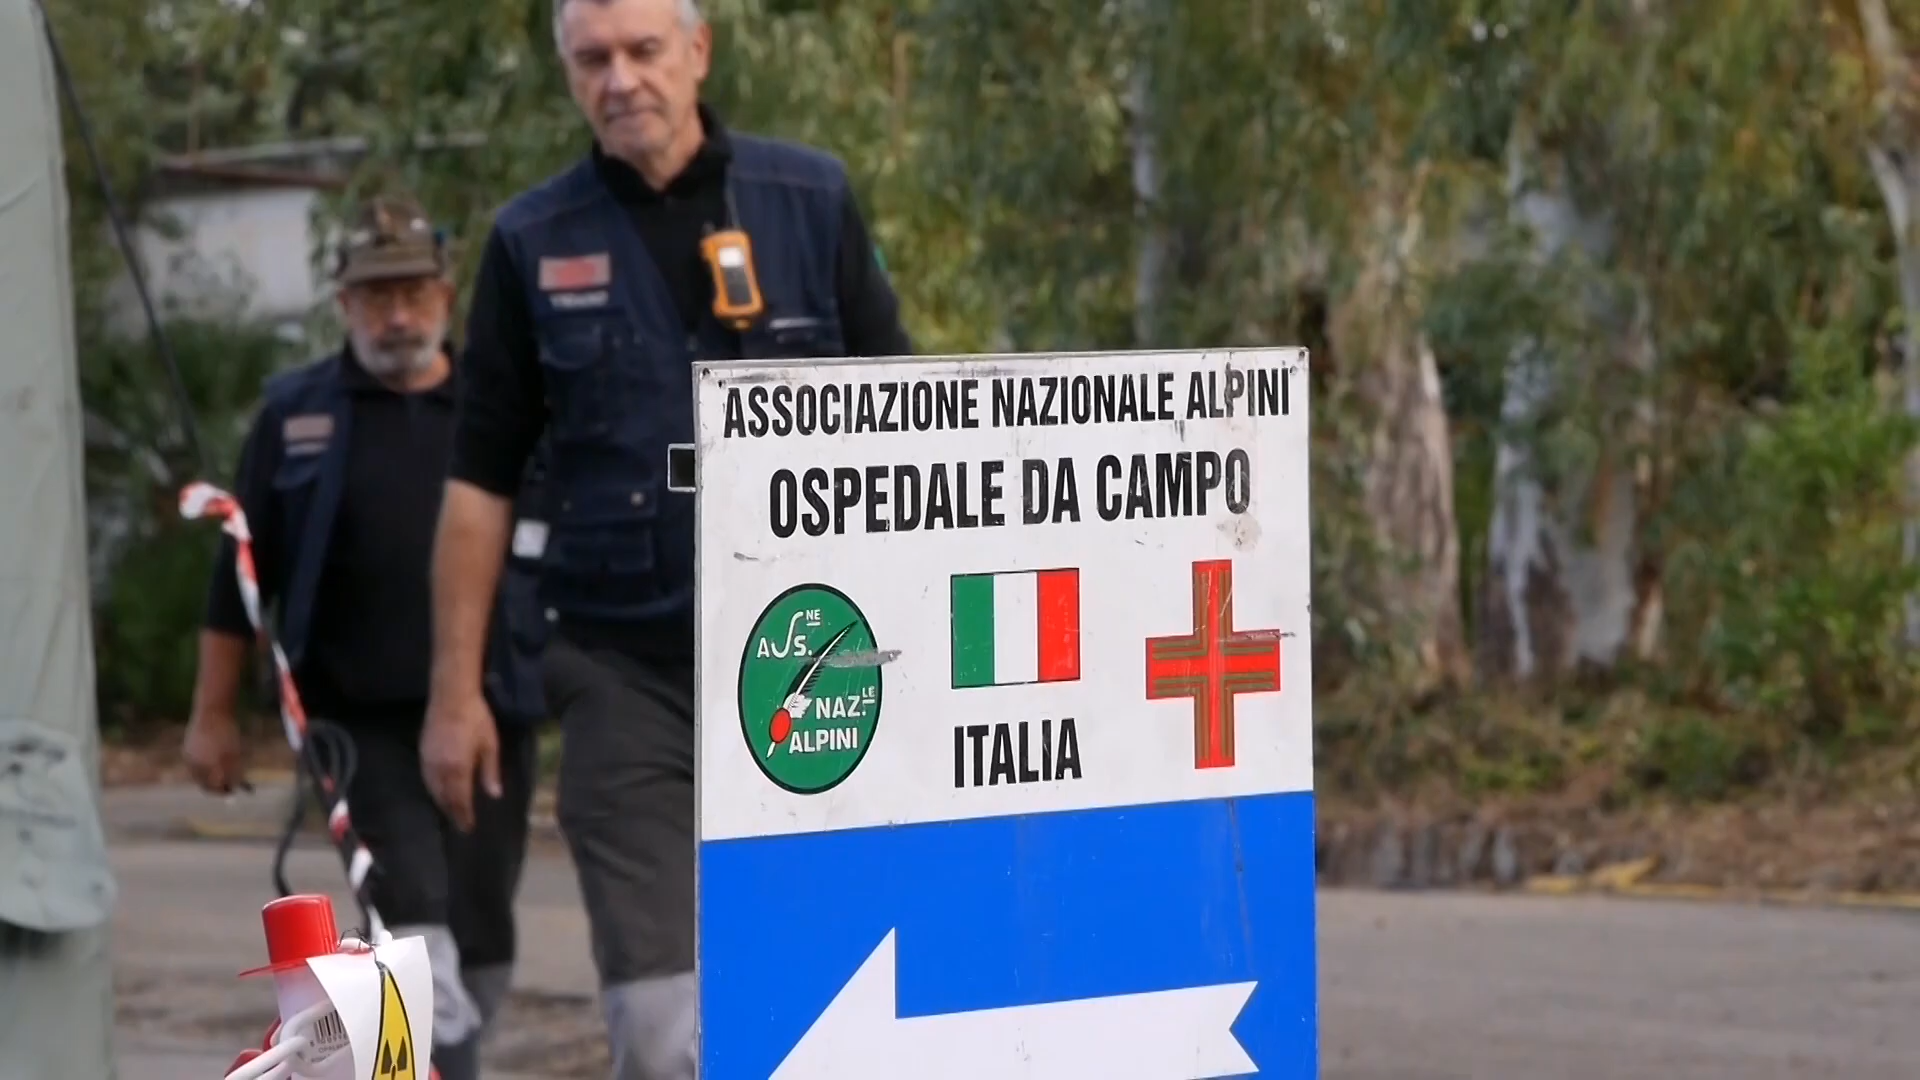 ASSOCIAZIONE NAZIONALE ALPINI
OSPEDALE DA CAMPO
ASS.NE
NAZ.LE
ALPINI
ITALIA